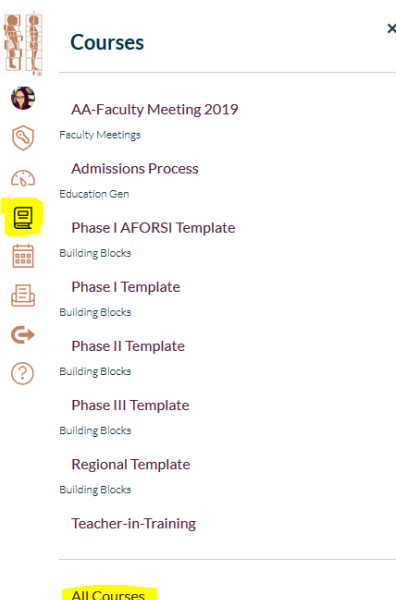 Courses
AA-Faculty Meeting 2019
Faculty Meetings
Admissions Process
Education Gen
Phase I AFORSI Template
Building Blocks
Phase I Template
Building Blocks
Phase II Template
Building Blocks
Phase III Template
Building Blocks
Regional Template
Building Blocks
Teacher-in-Training
All Courses